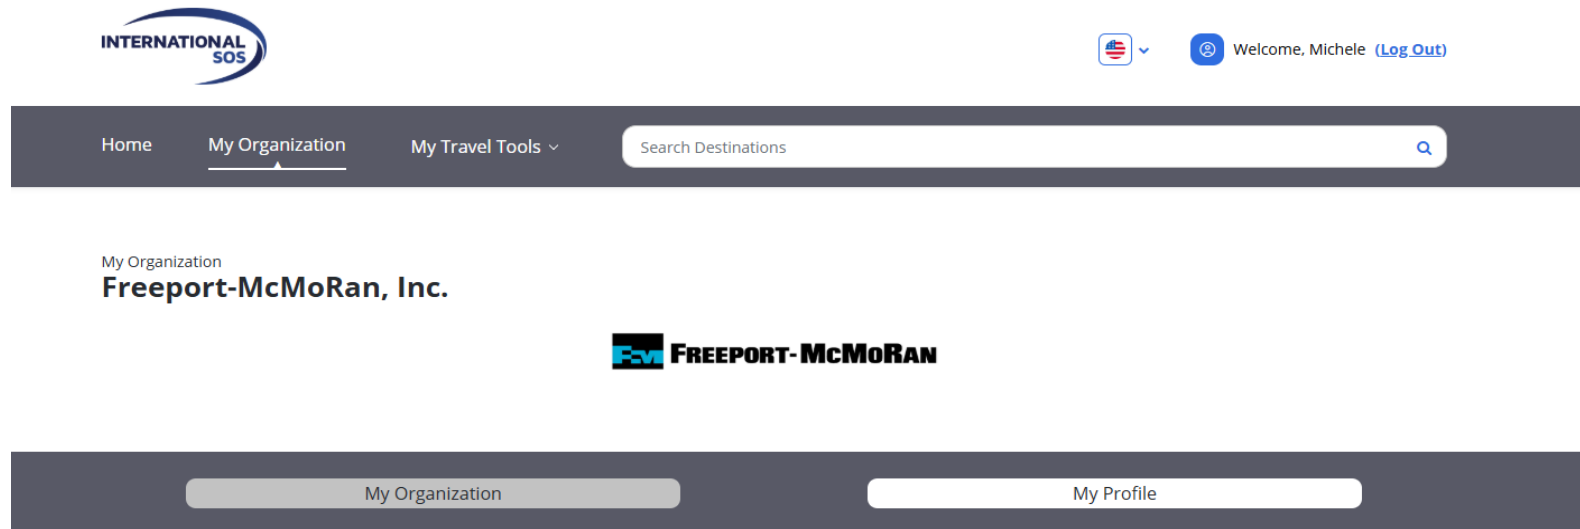 INTERNATIONAL
SOS
Welcome, Michele (Log Out)
Home My Organization My Travel Tools Search Destinations
My Organization
Freeport-McMoRan, Inc.
FM FREEPORT-MCMORAN
My Organization My Profile